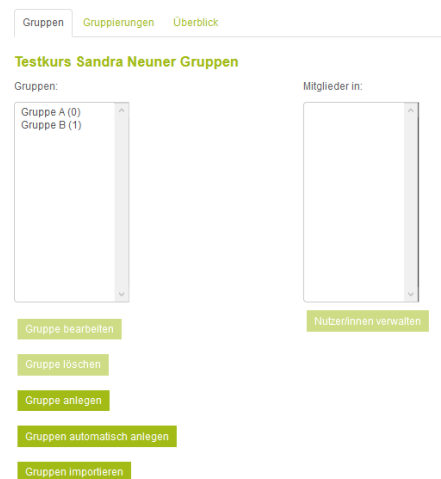 Gruppen Gruppierungen Überblick
Testkurs Sandra Neuner Gruppen
Gruppen:
Gruppe A (0)
Gruppe B (1)
Mitglieder in:
Gruppe bearbeiten
Nutzer/innen verwalten
Gruppe löschen
Gruppe anlegen
Gruppen automatisch anlegen
Gruppen importieren